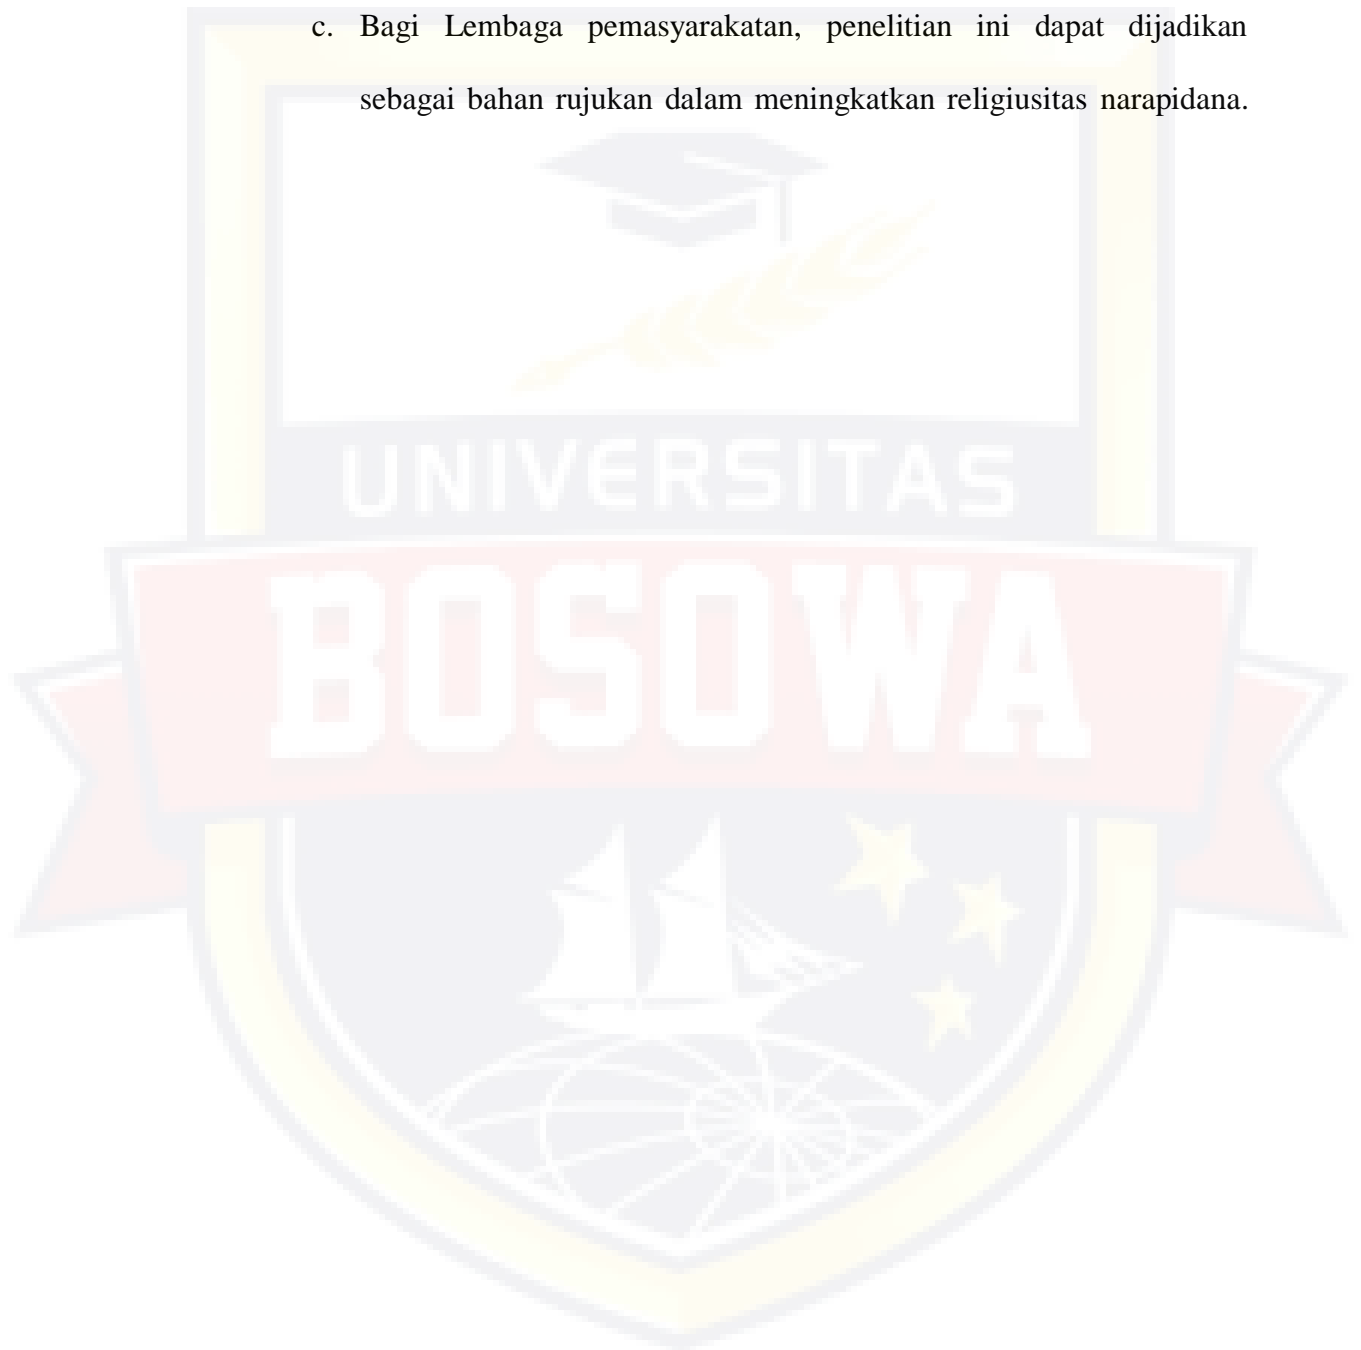 c. Bagi Lembaga pemasyarakatan, penelitian ini dapat dijadikan
sebagai bahan rujukan dalam meningkatkan religiusitas narapidana.
UNIVERSITAS
BOSOWA